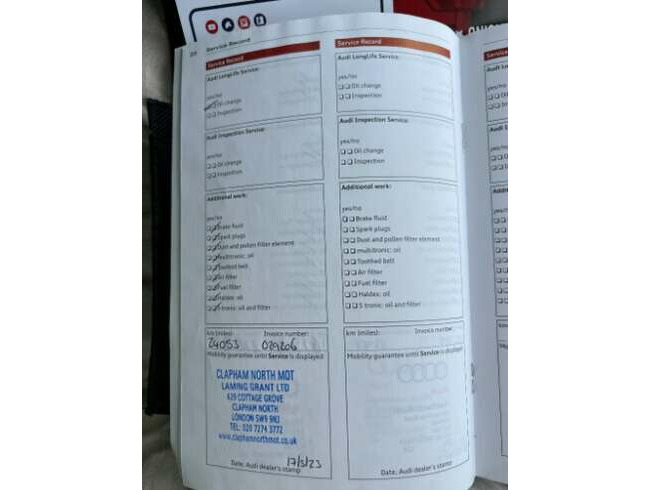 Service Record
Service Record
Audi LongLife Service:
yes/no
Oil change
Inspection
Audi Inspection Service:
yes/no
Oil change
Inspection
Additional work:
yes/no
Brake fluid
Spark plugs
Dust and pollen filter element
multitronic: oil
Toothed belt
Air filter
Fuel filter
Haldex: oil
S tronic: oil and filter
km (miles): Invoice number:
24053 029206
Mobility guarantee until Service is displayed
CLAPHAM NORTH MOT
LAMING GRANT LTD
629 COTTAGE GROVE
CLAPHAM NORTH
LONDON SW9 9NJ
TEL: 020 7274 3772
www.claphamnorthmot.co.uk
17/5/23
Date, Audi dealer's stamp
Service Record
Audi LongLife Service:
yes/no
Oil change
Inspection
Audi Inspection Service:
yes/no
Oil change
Inspection
Additional work:
yes/no
Brake fluid
Spark plugs
Dust and pollen filter element
multitronic: oil
Toothed belt
Air filter
Fuel filter
Haldex: oil
S tronic: oil and filter
km (miles): Invoice number:
Mobility guarantee until Service is displayed
Date, Audi dealer's stamp